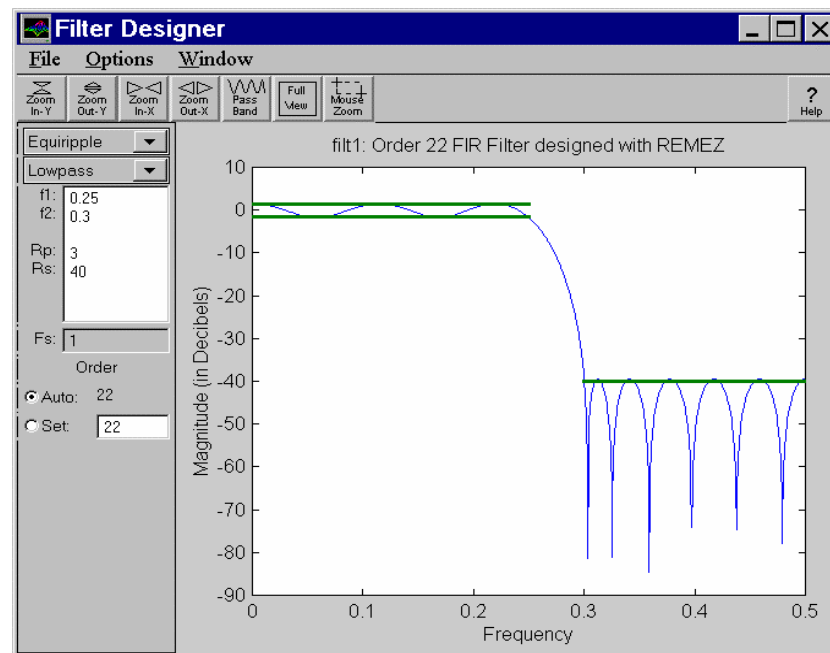 Filter Designer
File Options Window
Zoom In-Y
Zoom Out-Y
Zoom In-X
Zoom Out-X
Pass Band
Full View
Mouse Zoom
? Help
Equiripple
Lowpass
f1: 0.25
f2: 0.3
Rp: 3
Rs: 40
Fs: 1
Order
Auto: 22
Set: 22
filt1: Order 22 FIR Filter designed with REMEZ
Magnitude (in Decibels)
10
0
-10
-20
-30
-40
-50
-60
-70
-80
-90
0 0.1 0.2 0.3 0.4 0.5
Frequency